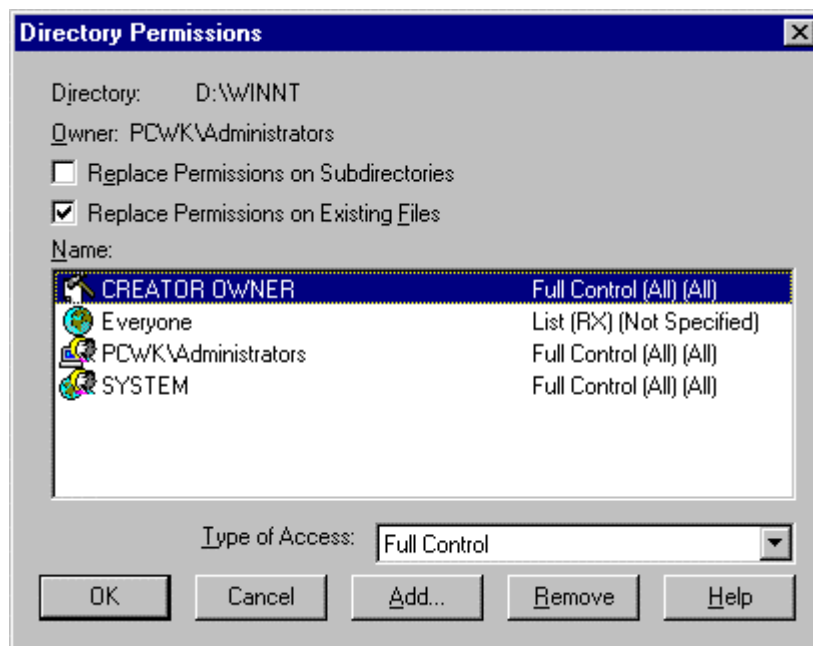 Directory Permissions
Directory: D:\WINNT
Owner: PCWK\Administrators
Replace Permissions on Subdirectories
Replace Permissions on Existing Files
Name:
CREATOR OWNER Full Control (All) (All)
Everyone List (RX) (Not Specified)
PCWK\Administrators Full Control (All) (All)
SYSTEM Full Control (All) (All)
Type of Access: Full Control
OK Cancel Add... Remove Help